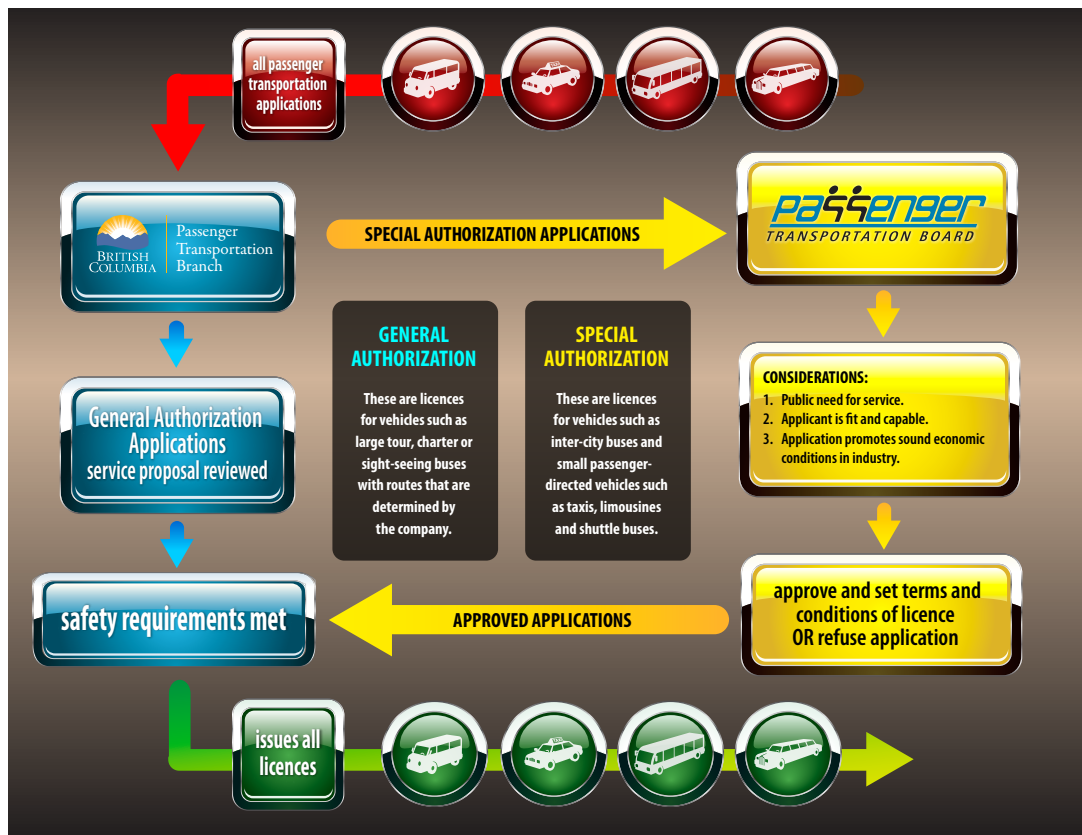 all passenger
transportation
applications
TAXI
BRITISH
COLUMBIA
Passenger
Transportation
Branch
SPECIAL AUTHORIZATION APPLICATIONS
passenger
TRANSPORTATION BOARD
General Authorization
Applications
service proposal reviewed
GENERAL
AUTHORIZATION
These are licences
for vehicles such as
large tour, charter or
sight-seeing buses
with routes that are
determined by
the company.
SPECIAL
AUTHORIZATION
These are licences
for vehicles such as
inter-city buses and
small passenger-
directed vehicles such
as taxis, limousines
and shuttle buses.
CONSIDERATIONS:
1. Public need for service.
2. Applicant is fit and capable.
3. Application promotes sound economic
conditions in industry.
safety requirements met
APPROVED APPLICATIONS
approve and set terms and
conditions of licence
OR refuse application
issues all
licences
TAXI